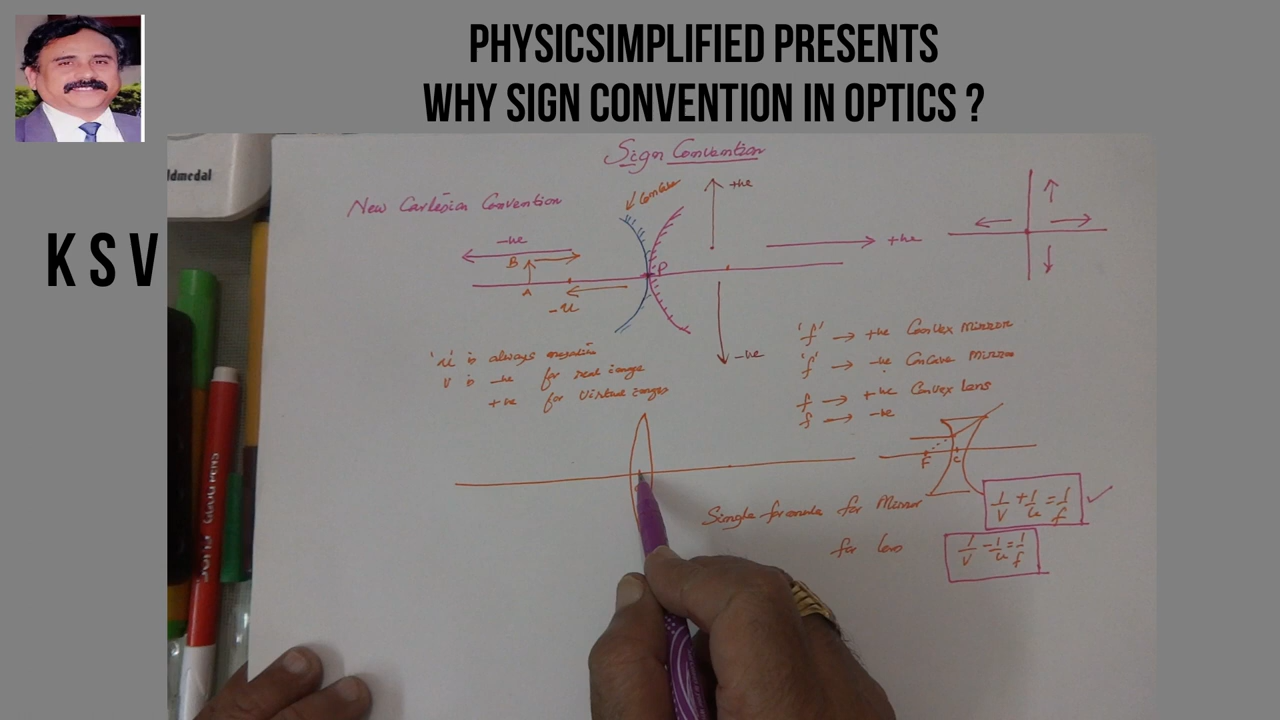 PHYSICSIMPLIFIED PRESENTS
WHY SIGN CONVENTION IN OPTICS ?
K S V
ldmedal
Sign Convention
New Cartesian Convention
↓ Concave
+ve
-ve
B
A
-u
P
+ve
-ve
'u' is always negative
v is -ve for real image
+ve for virtual images
'f' → +ve Convex Mirror
'f' → -ve Concave Mirror
f → +ve Convex Lens
f → -ve
F
C
Single formula for Mirror
1/v + 1/u = 1/f ✓
for Lens
1/v - 1/u = 1/f